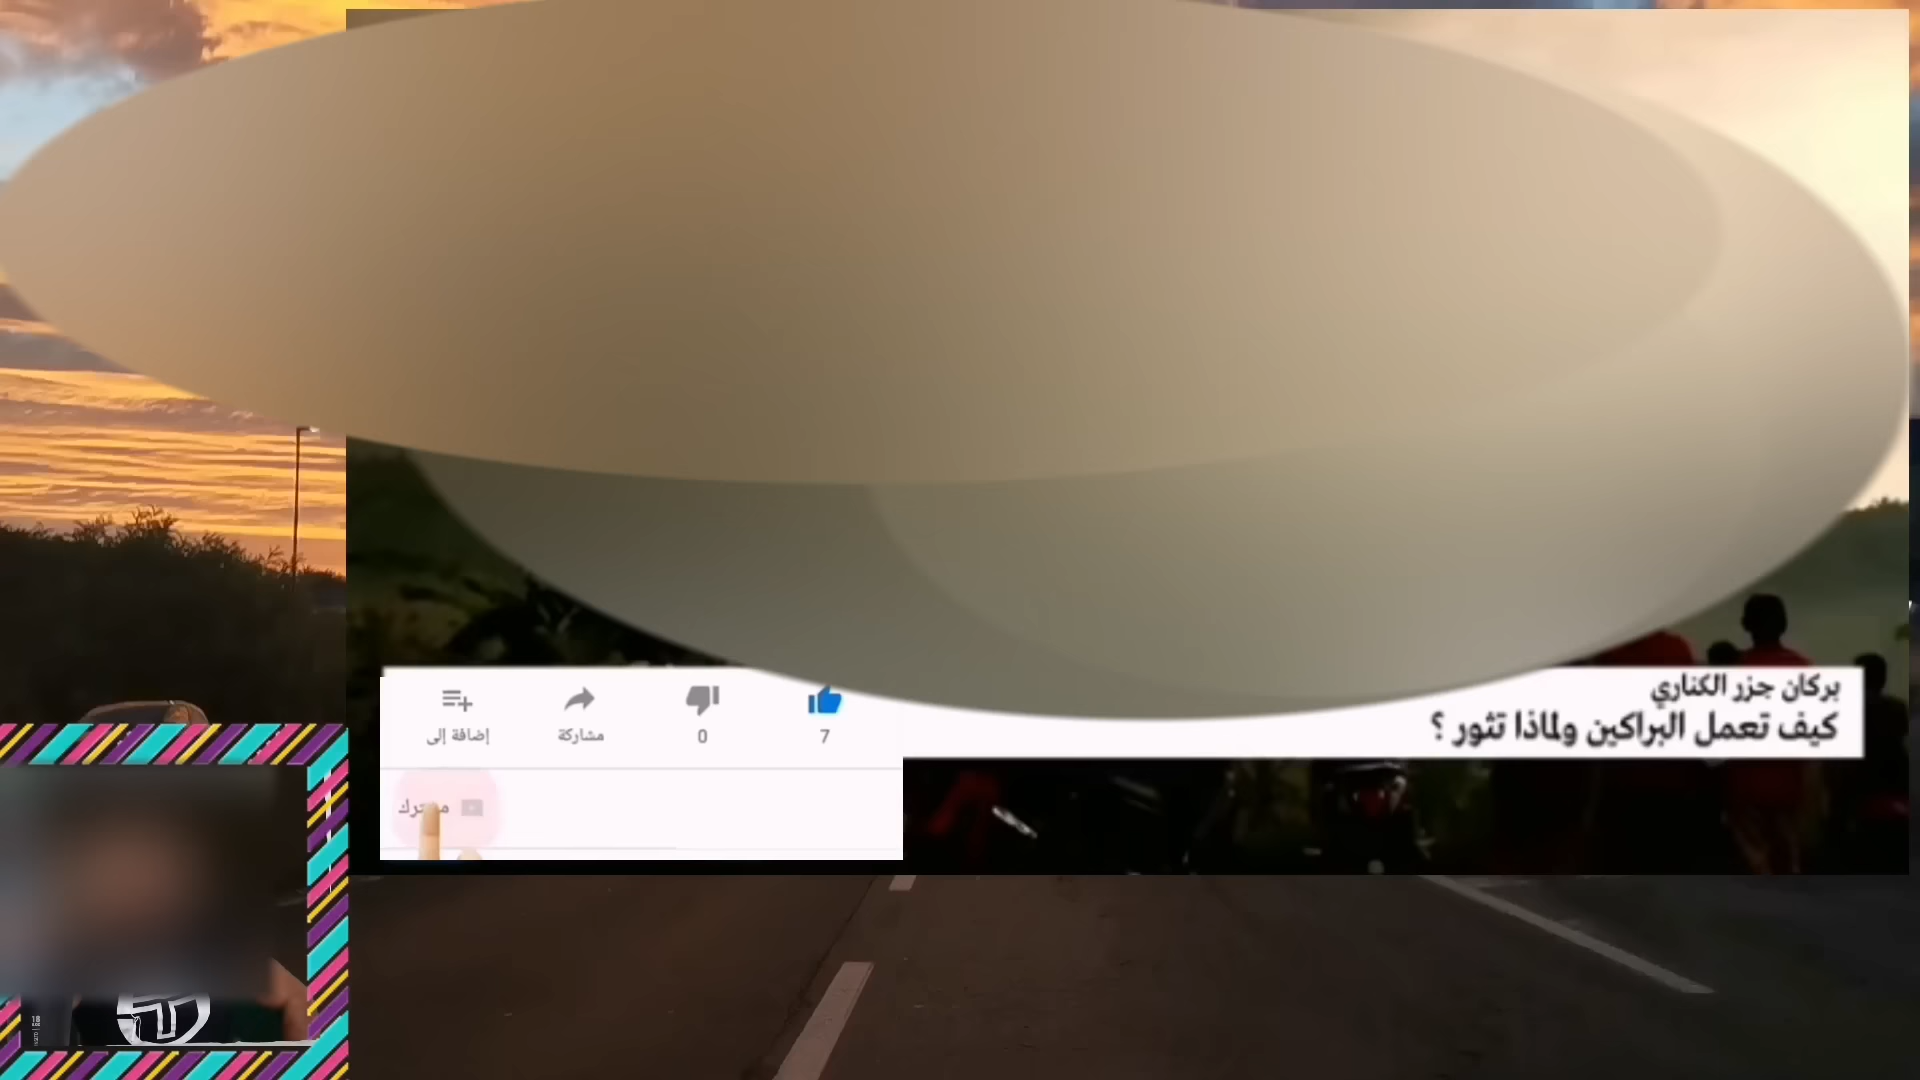 بركان جزر الكناري
كيف تعمل البراكين ولماذا تثور ؟
7
0
مشاركة
إضافة إلى